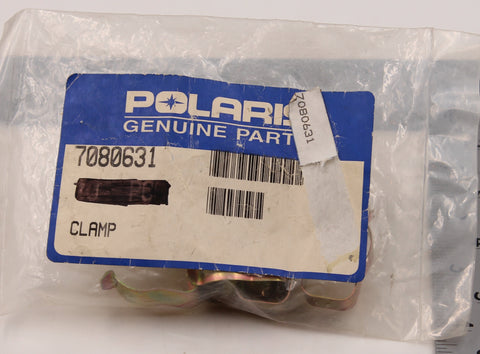 POLARIS
GENUINE PARTS
7080631
7080631
CLAMP